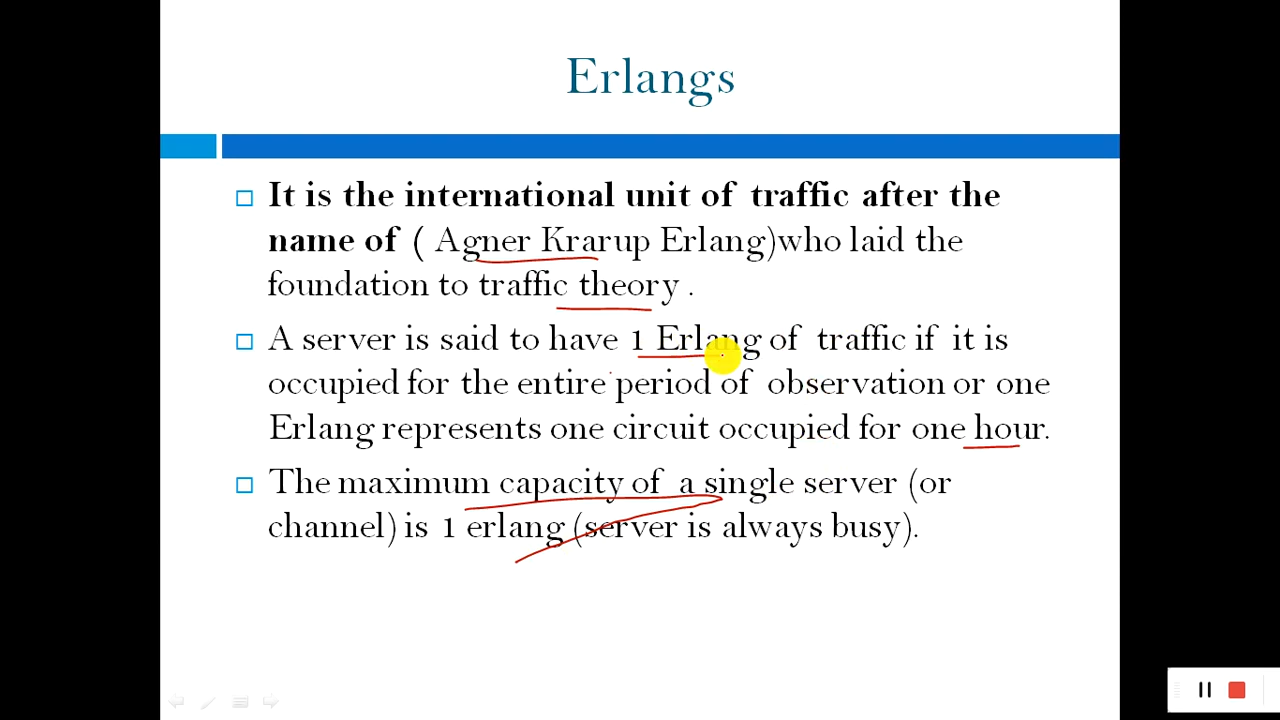 Erlangs
It is the international unit of traffic after the
name of ( Agner Krarup Erlang)who laid the
foundation to traffic theory .
A server is said to have 1 Erlang of traffic if it is
occupied for the entire period of observation or one
Erlang represents one circuit occupied for one hour.
The maximum capacity of a single server (or
channel) is 1 erlang (server is always busy).